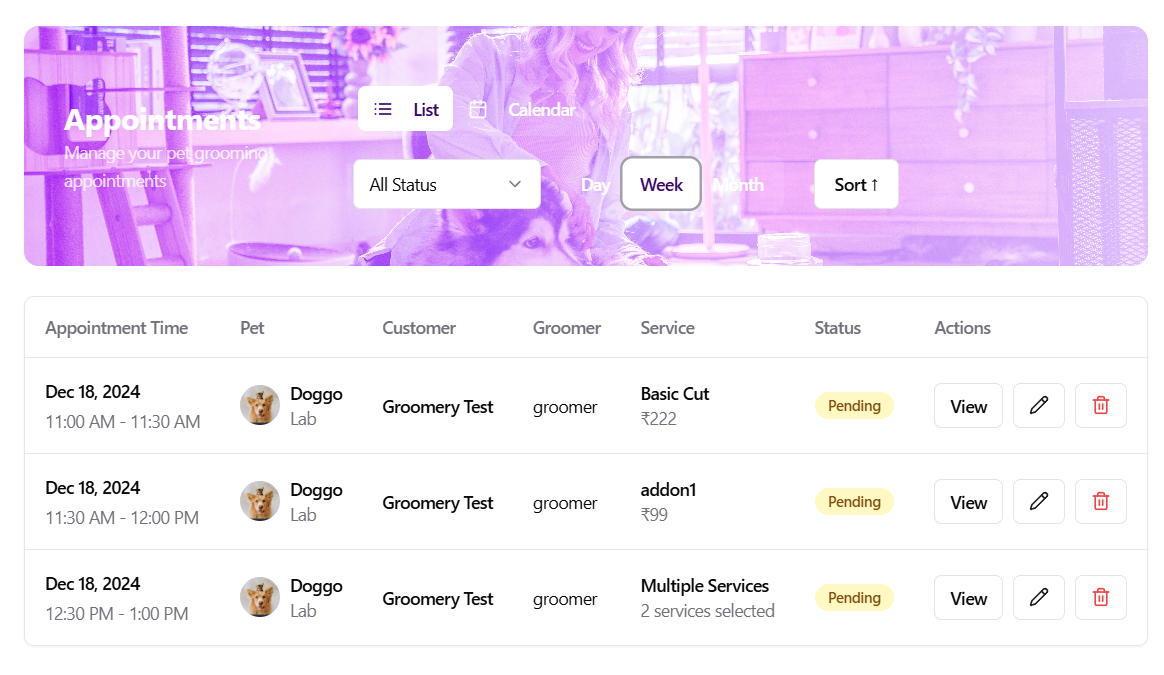 Appointments
Manage your pet grooming
appointments
List
Calendar
All Status
Day
Week
Month
Sort ↑
Appointment Time Pet Customer Groomer Service Status Actions
Dec 18, 2024
11:00 AM - 11:30 AM
Doggo
Lab
Groomery Test
groomer
Basic Cut
₹222
Pending
View
Dec 18, 2024
11:30 AM - 12:00 PM
Doggo
Lab
Groomery Test
groomer
addon1
₹99
Pending
View
Dec 18, 2024
12:30 PM - 1:00 PM
Doggo
Lab
Groomery Test
groomer
Multiple Services
2 services selected
Pending
View